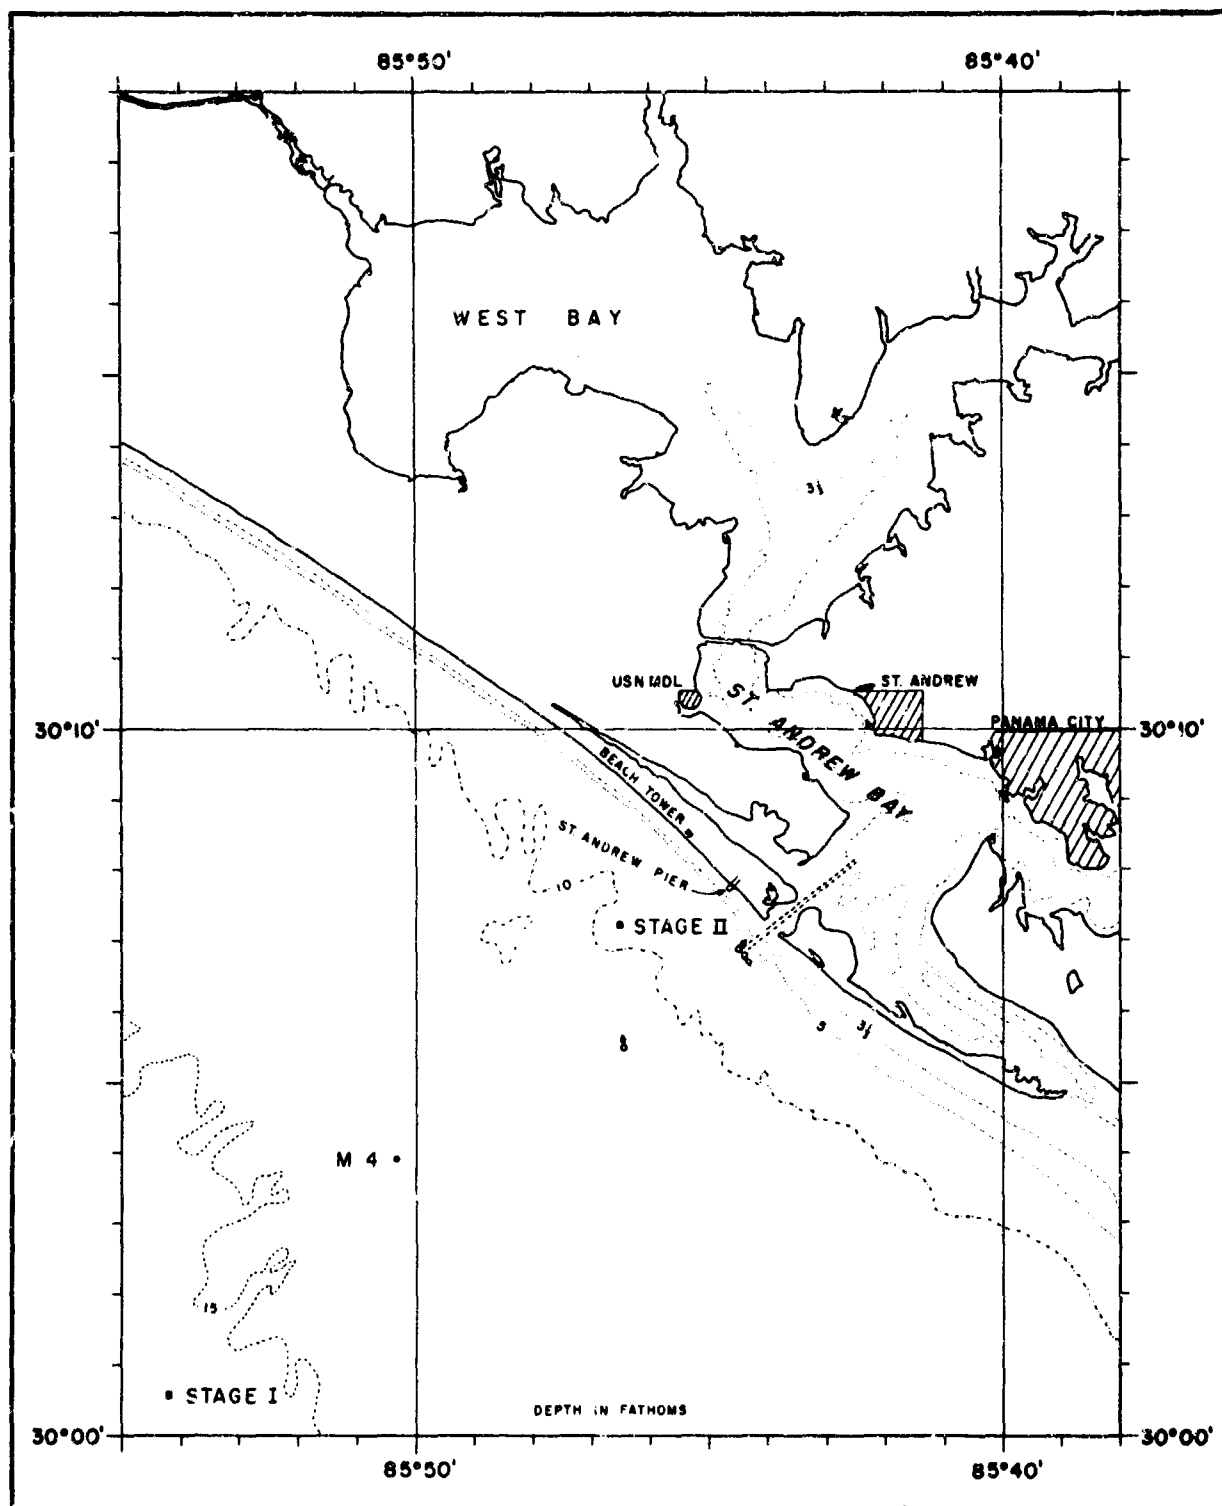 85°50'
85°40'
WEST BAY
3½
USNMDL
ST. ANDREW
ST. ANDREW BAY
PANAMA CITY
30°10'
30°10'
BEACH TOWER
ST ANDREW PIER
10
STAGE II
5
3½
M 4
15
STAGE I
DEPTH IN FATHOMS
30°00'
30°00'
85°50'
85°40'